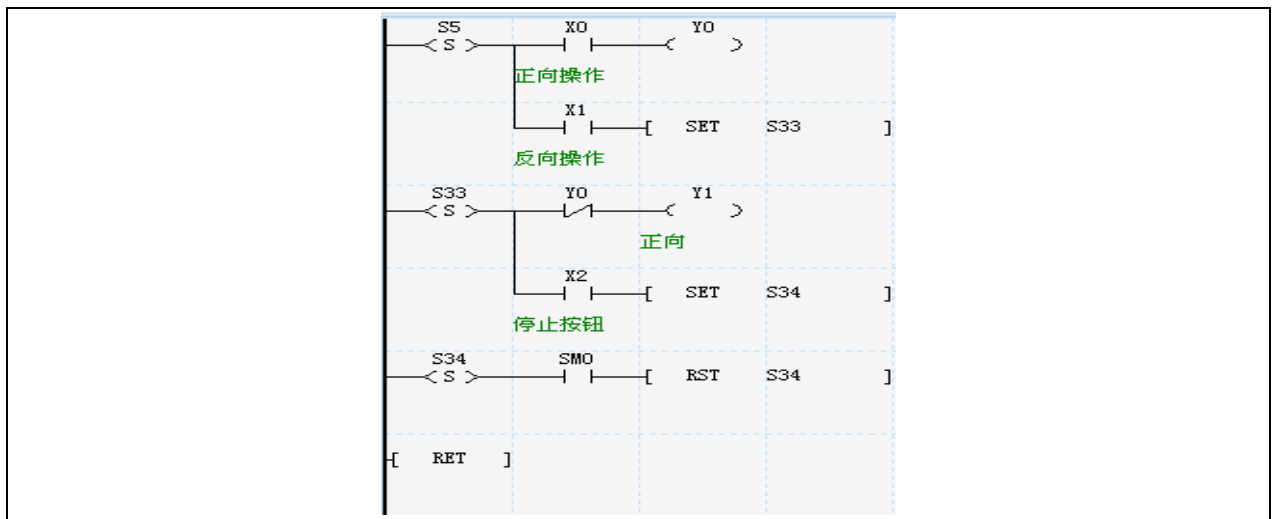 S5 X0 Y0
S
正向操作
X1
SET S33
反向操作
S33 Y0 Y1
S
正向
X2
SET S34
停止按钮
S34 SM0
S RST S34
RET